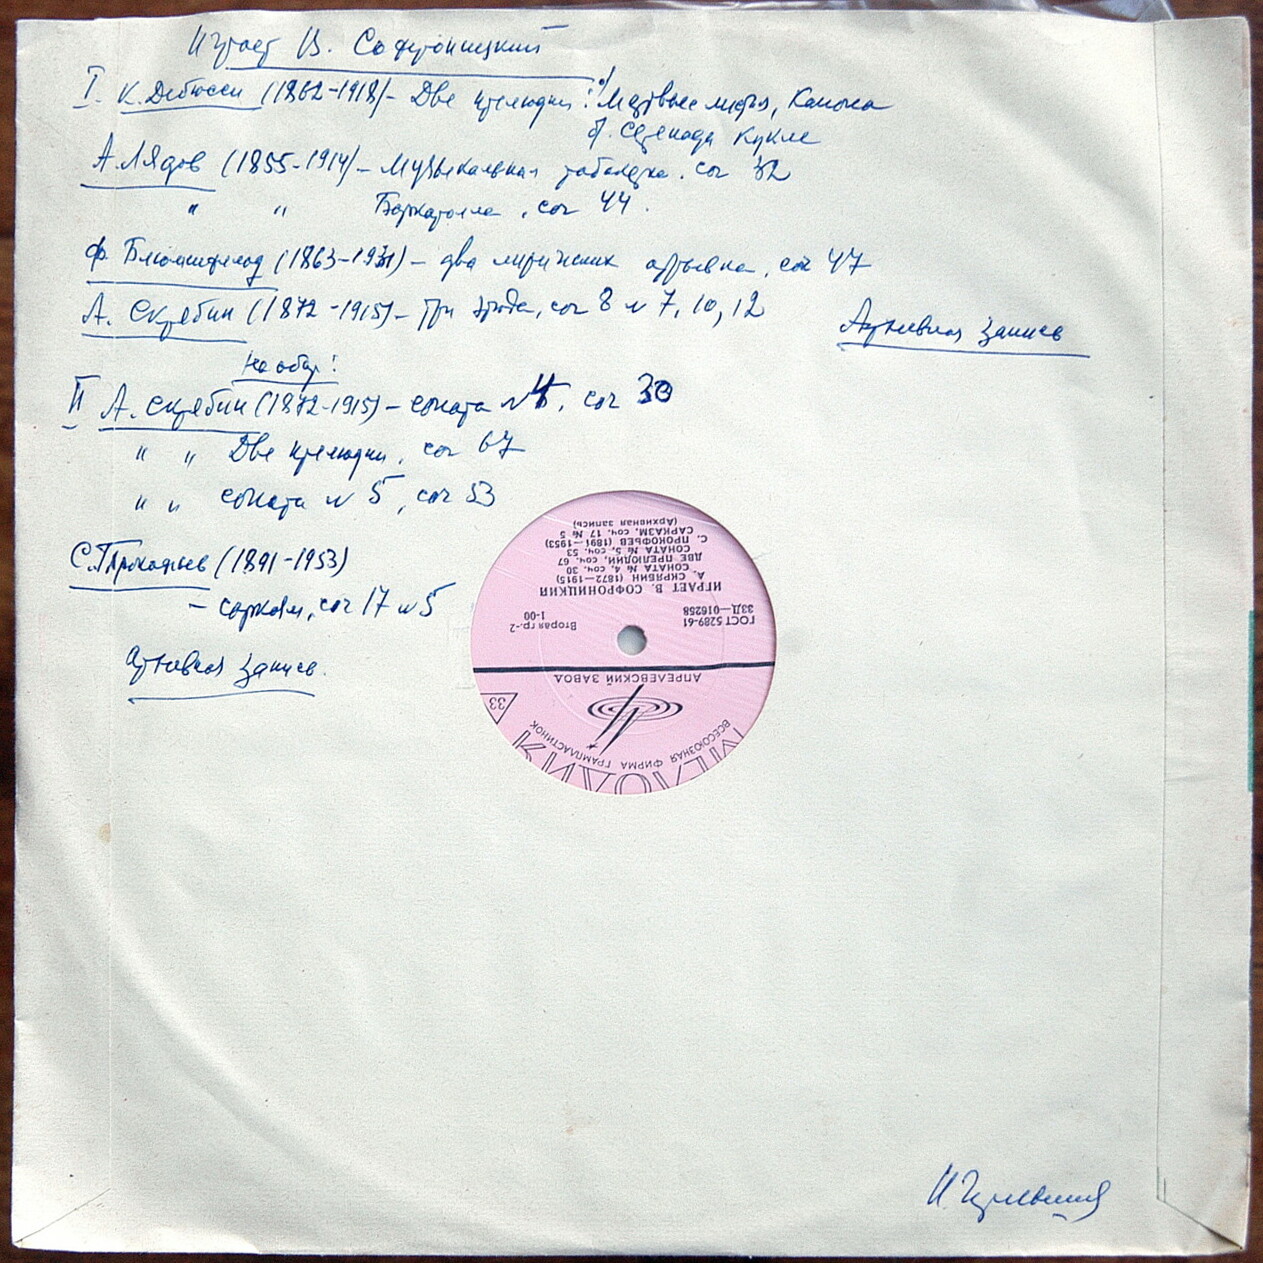 Играет В. Софроницкий
I. К. Дебюсси (1862-1918) - Две прелюдии: а/ Мертвые листья, Канопа
б. Серенада кукле
А. Лядов (1855-1914) - Музыкальная табакерка. соч 32
" " Баркаролла, соч 44.
Ф. Блюменфельд (1863-1931) - два лирических отрывка, соч 47
А. Скрябин (1872-1915) - Три этюда, соч 8 № 7, 10, 12
Архивная запись
На обор!
II А. Скрябин (1872-1915) - соната № 4, соч 30
" " Две прелюдии, соч 67
" " соната № 5, соч 53
С. Прокофьев (1891-1953)
- сарказм, соч 17 № 5
Архивная запись.
МЕЛОДИЯ
ВСЕСОЮЗНАЯ ФИРМА ГРАМПЛАСТИНОК
33
АПРЕЛЕВСКИЙ ЗАВОД
ГОСТ 5289-61 Вторая гр.-2
33Д—016258 1-00
ИГРАЕТ В. СОФРОНИЦКИЙ
А. СКРЯБИН (1872—1915)
СОНАТА № 4, соч. 30
ДВЕ ПРЕЛЮДИИ, соч. 67
СОНАТА № 5, соч. 53
С. ПРОКОФЬЕВ (1891—1953)
САРКАЗМ, соч. 17 № 5
(Архивная запись)